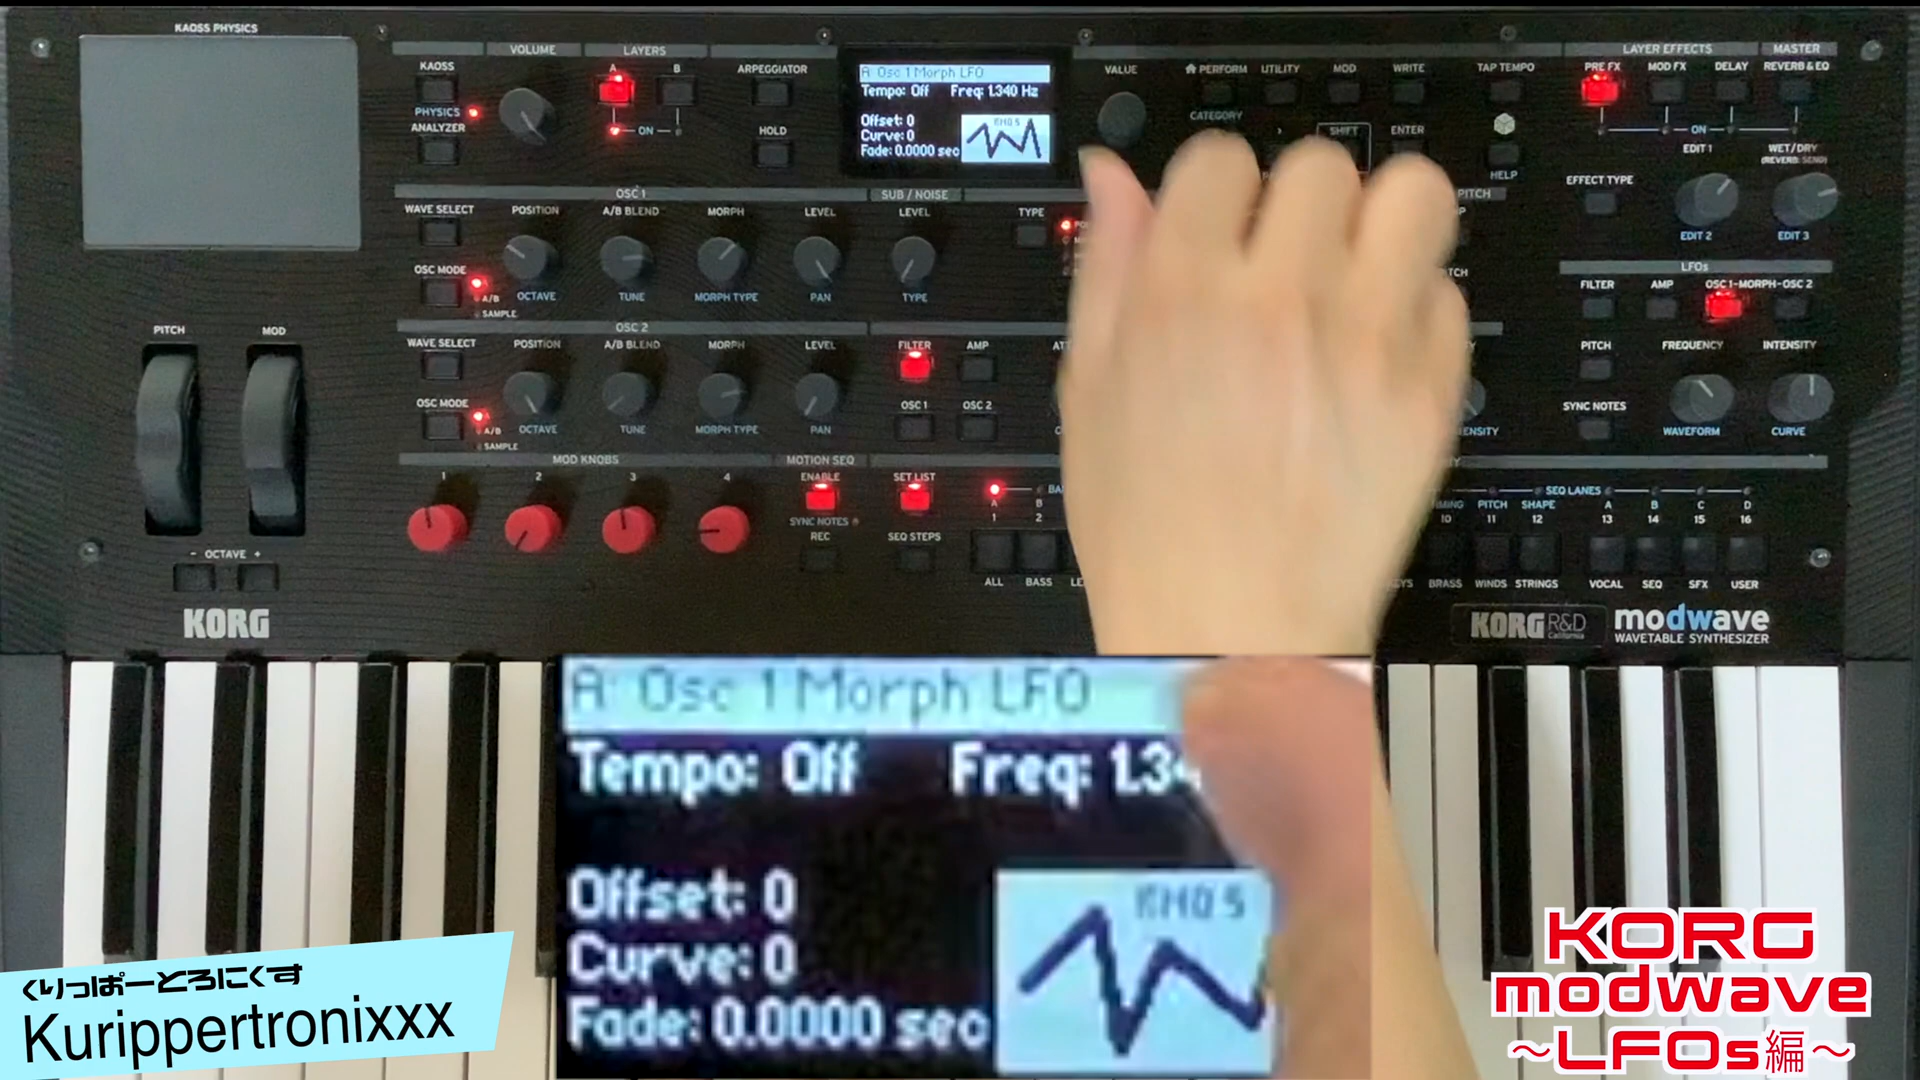 KAOSS PHYSICS
VOLUME
LAYERS
LAYER EFFECTS
MASTER
KAOSS
A
B
ARPEGGIATOR
VALUE
PERFORM
UTILITY
MOD
WRITE
TAP TEMPO
PRE FX
MOD FX
DELAY
REVERB & EQ
A: Osc 1 Morph LFO
Tempo: Off Freq: 1.340 Hz
Offset: 0
Curve: 0
Fade: 0.0000 sec
PHYSICS
ANALYZER
ON
HOLD
CATEGORY
SHIFT
ENTER
ON
EDIT 1
WET/DRY
(REVERB: SEND)
HELP
EFFECT TYPE
EDIT 2
EDIT 3
OSC 1
SUB / NOISE
PITCH
WAVE SELECT
POSITION
A/B BLEND
MORPH
LEVEL
LEVEL
TYPE
OSC MODE
A/B
SAMPLE
OCTAVE
TUNE
MORPH TYPE
PAN
TYPE
LFOs
FILTER
AMP
OSC 1-MORPH-OSC 2
OSC 2
WAVE SELECT
POSITION
A/B BLEND
MORPH
LEVEL
FILTER
AMP
PITCH
FREQUENCY
INTENSITY
OSC MODE
A/B
SAMPLE
OCTAVE
TUNE
MORPH TYPE
PAN
OSC 1
OSC 2
SYNC NOTES
WAVEFORM
CURVE
PITCH
MOD
MOD KNOBS
MOTION SEQ
1
2
3
4
ENABLE
SYNC NOTES
REC
SET LIST
SEQ STEPS
A
B
1
2
SEQ LANES
PITCH
SHAPE
A
B
C
D
10
11
12
13
14
15
16
ALL
BASS
BRASS
WINDS
STRINGS
VOCAL
SEQ
SFX
USER
- OCTAVE +
KORG
KORG R&D
California
modwave
WAVETABLE SYNTHESIZER
A: Osc 1 Morph LFO
Tempo: Off Freq: 1.34
Offset: 0
Curve: 0
Fade: 0.0000 sec
くりっぱーとろにくす
Kurippertronixxx
KORG
modwave
～LFOs編～